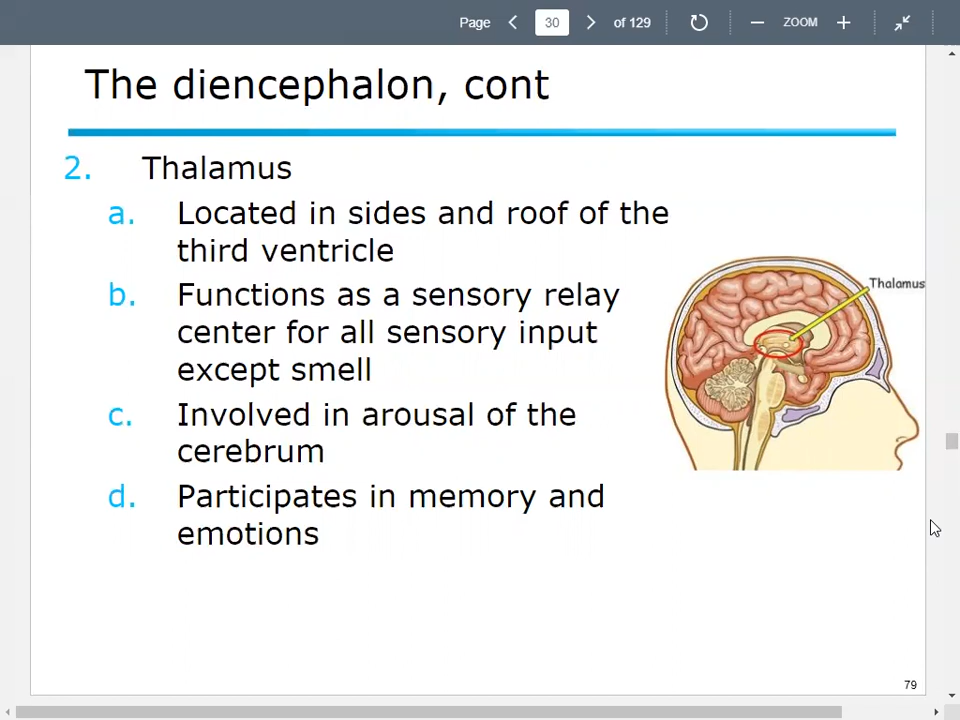 Page 30 of 129 ZOOM
The diencephalon, cont
2. Thalamus
a. Located in sides and roof of the
third ventricle
b. Functions as a sensory relay
center for all sensory input
except smell
c. Involved in arousal of the
cerebrum
d. Participates in memory and
emotions
Thalamus
79